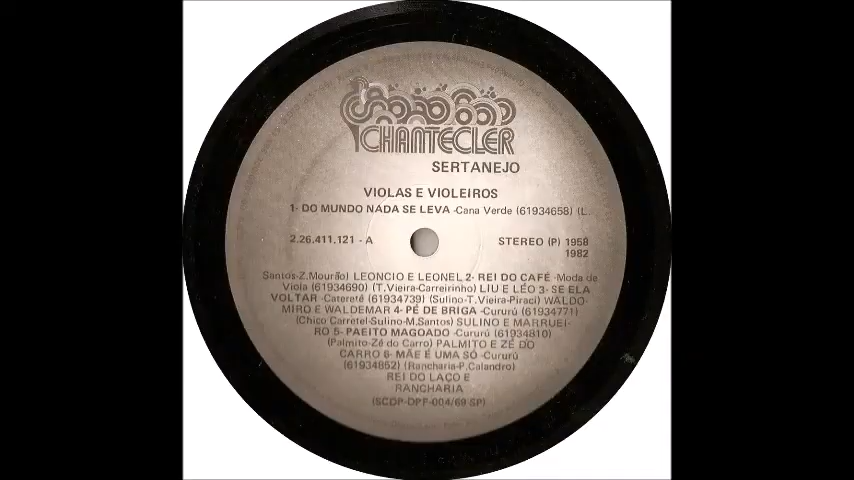 CHANTECLER
SERTANEJO
VIOLAS E VIOLEIROS
1- DO MUNDO NADA SE LEVA -Cana Verde (61934658) (L.
2.26.411.121 - A
STEREO (P) 1958
1982
Santos-Z.Mourão) LEONCIO E LEONEL 2- REI DO CAFÉ -Moda de
Viola (61934690) (T.Vieira-Carreirinho) LIU E LÉO 3- SE ELA
VOLTAR -Cateretê (61934739) (Sulino-T.Vieira-Piraci) WALDO-
MIRO E WALDEMAR 4- PÉ DE BRIGA -Cururú (61934771)
(Chico Carretel-Sulino-M.Santos) SULINO E MARRUEI-
RO 5- PAEITO MAGOADO -Cururú (61934810)
(Palmito-Zé do Carro) PALMITO E ZÉ DO
CARRO 6- MÃE É UMA SÓ -Cururú
(61934852) (Rancharia-P.Calandro)
REI DO LAÇO E
RANCHARIA
(SCDP-DPF-004/69 SP)